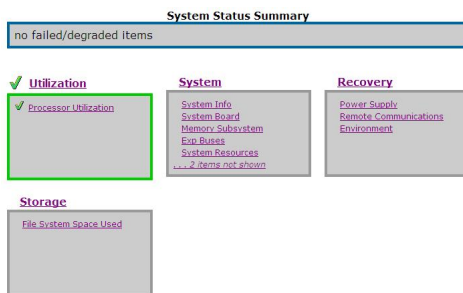 System Status Summary
no failed/degraded items
Utilization
Processor Utilization
System
System Info
System Board
Memory Subsystem
Exp Buses
System Resources
. . . 2 items not shown
Recovery
Power Supply
Remote Communications
Environment
Storage
File System Space Used